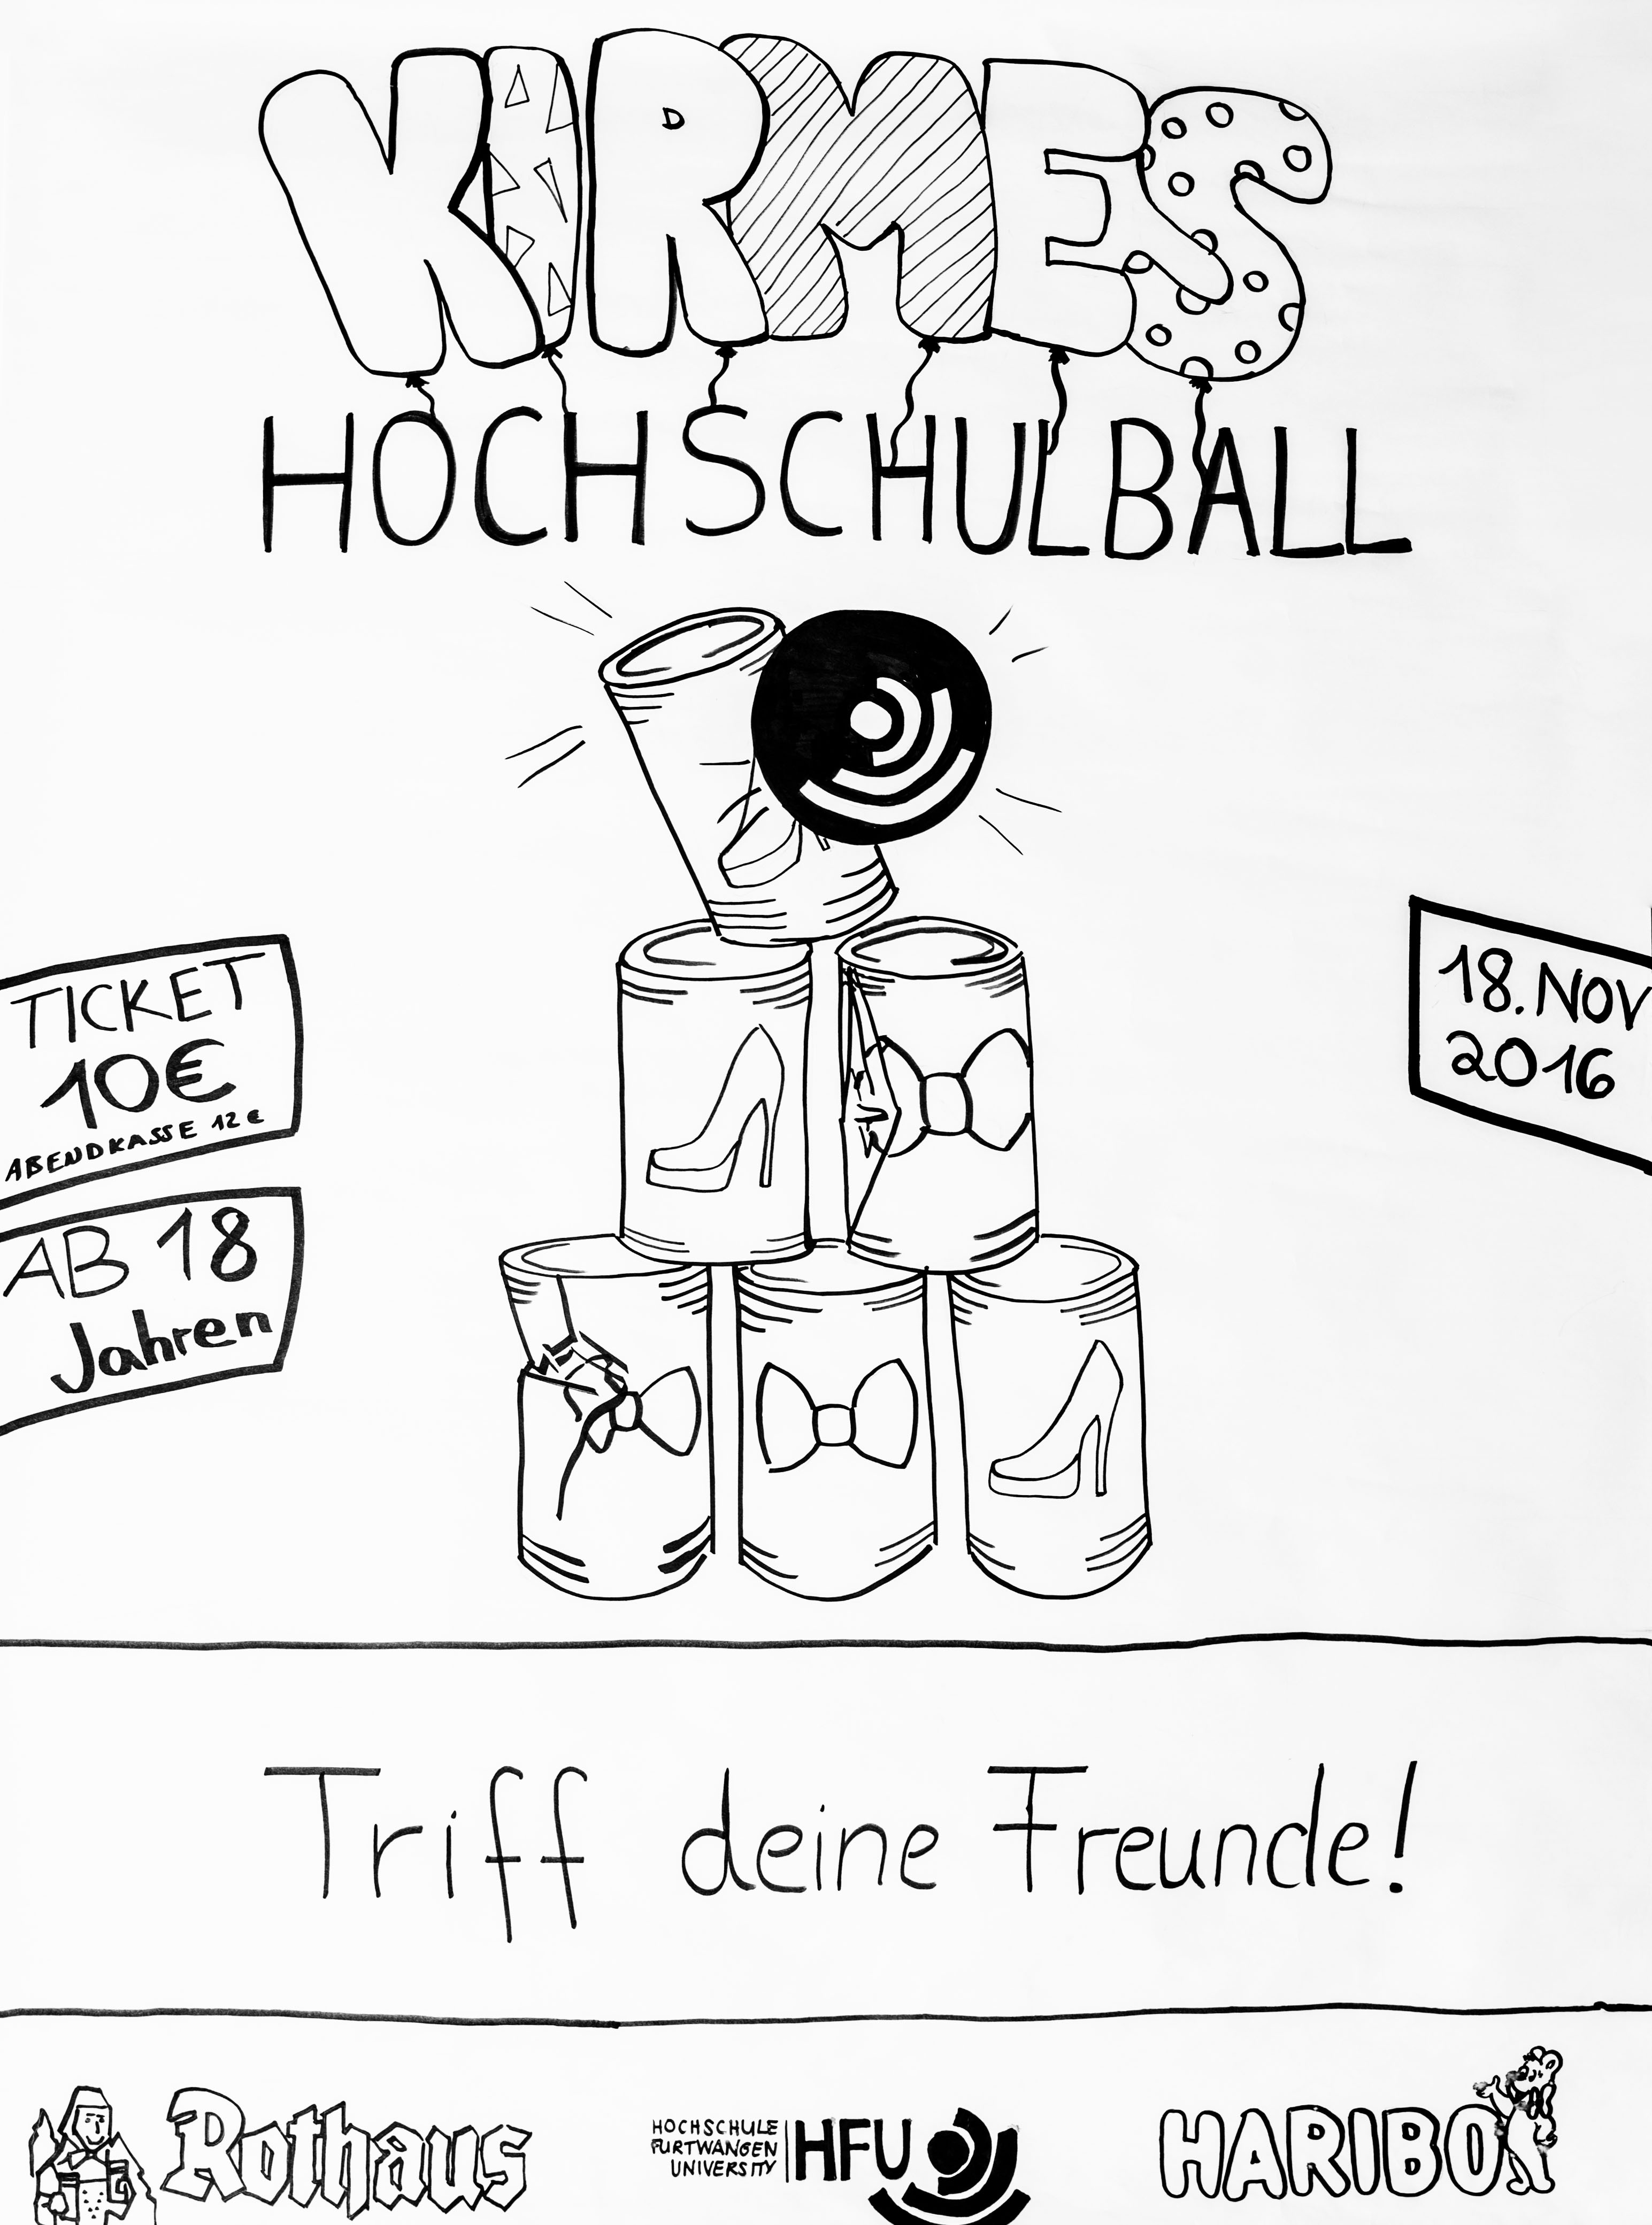 KIRMES
HOCHSCHULBALL
TICKET
10€
ABENDKASSE 12€
AB 18
Jahren
18. NOV
2016
Triff deine Freunde!
Rothaus
HOCHSCHULE
FURTWANGEN
UNIVERSITY
HFU
HARIBO